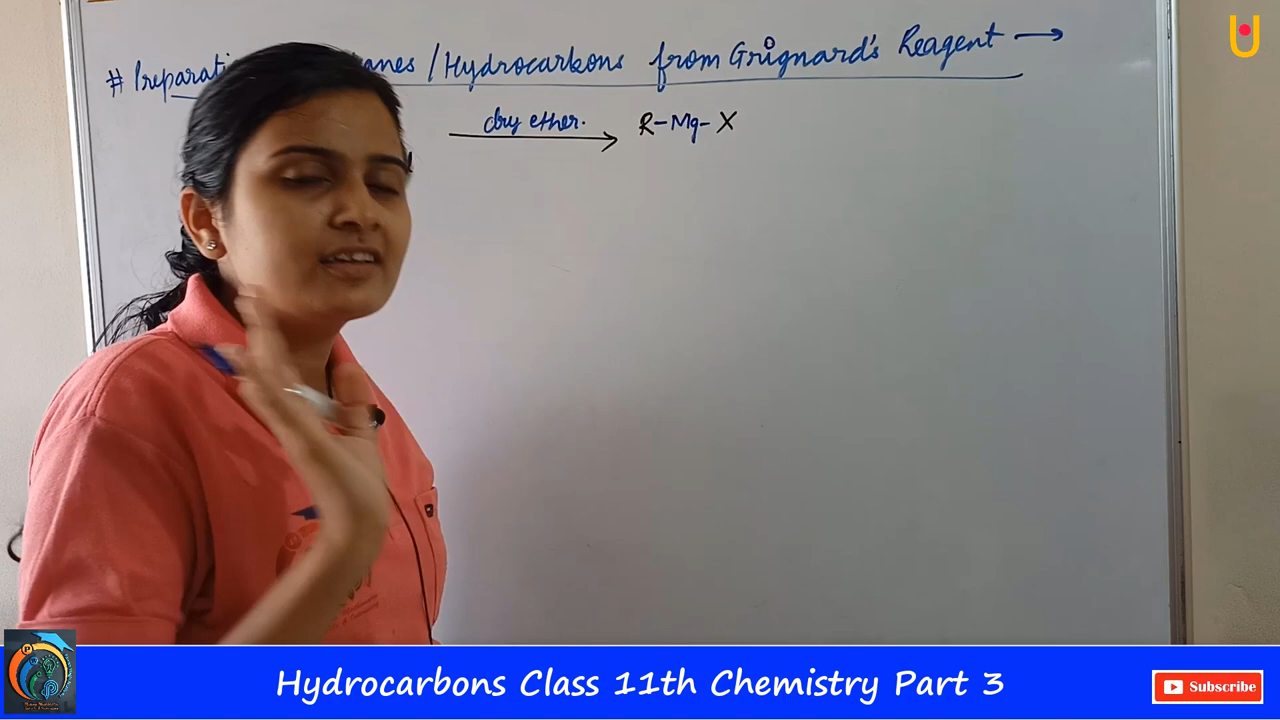 # Preparati anes / Hydrocarbons from Grignard's Reagent →
dry ether.
R-Mg-X
Hydrocarbons Class 11th Chemistry Part 3
Subscribe